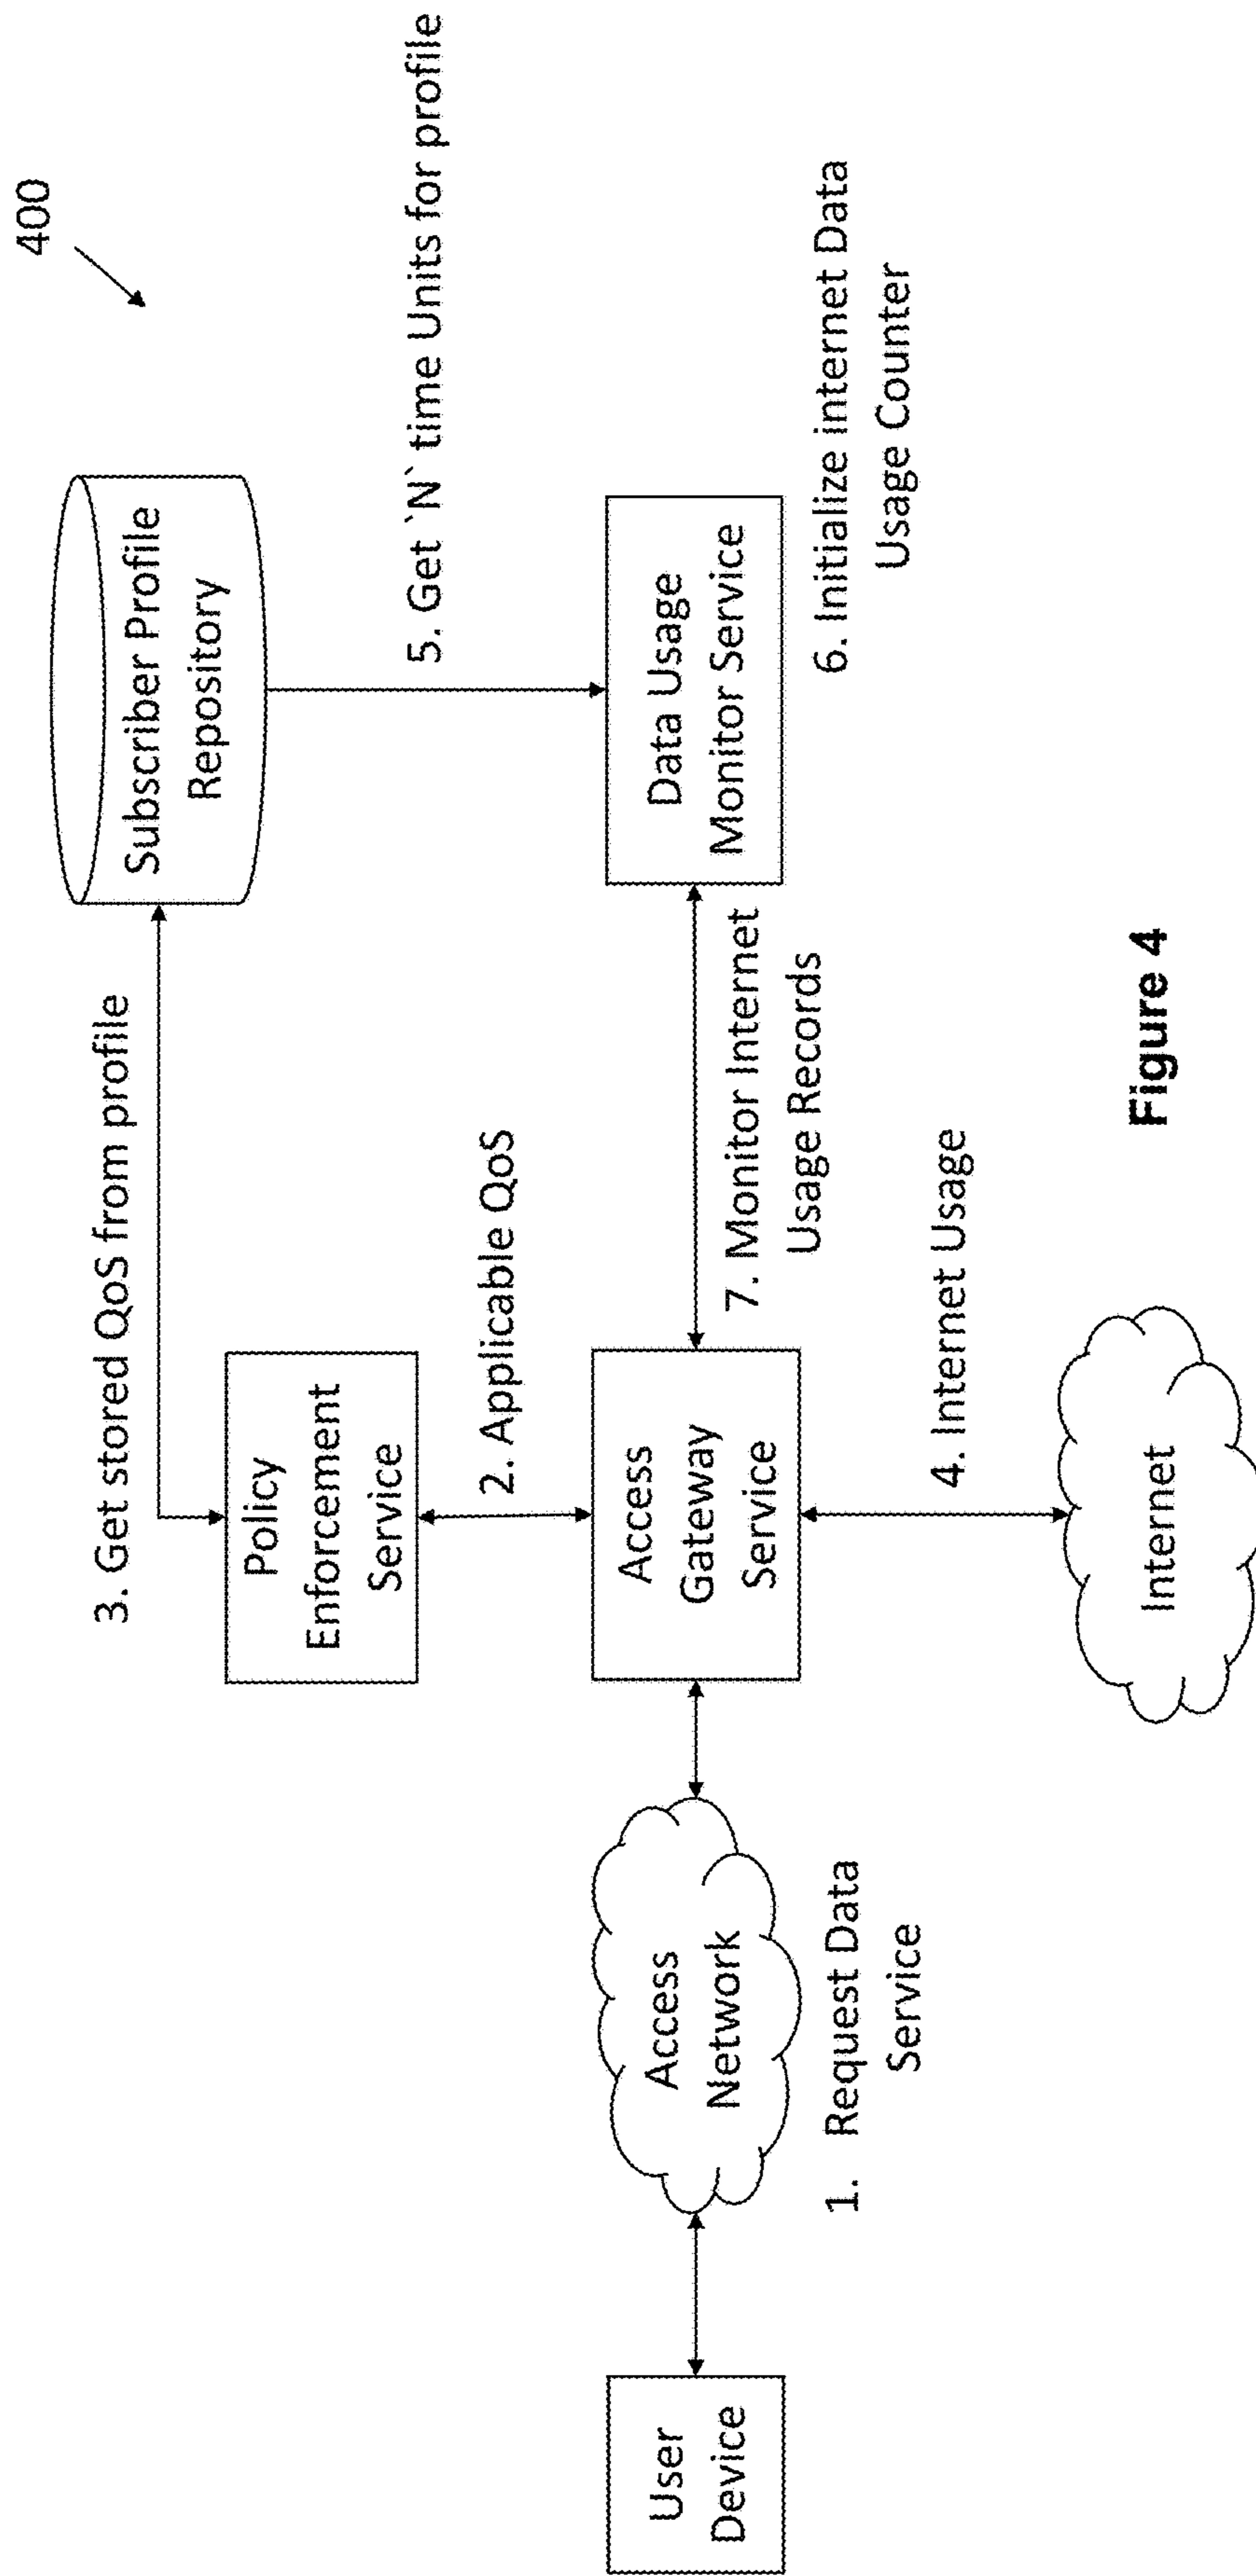 400
3. Get stored QoS from profile
Subscriber Profile
Repository
Policy
Enforcement
Service
2. Applicable QoS
5. Get `N` time Units for profile
User
Device
Access
Network
1. Request Data
Service
Access
Gateway
Service
7. Monitor Internet
Usage Records
Data Usage
Monitor Service
6. Initialize internet Data
Usage Counter
4. Internet Usage
Internet
Figure 4